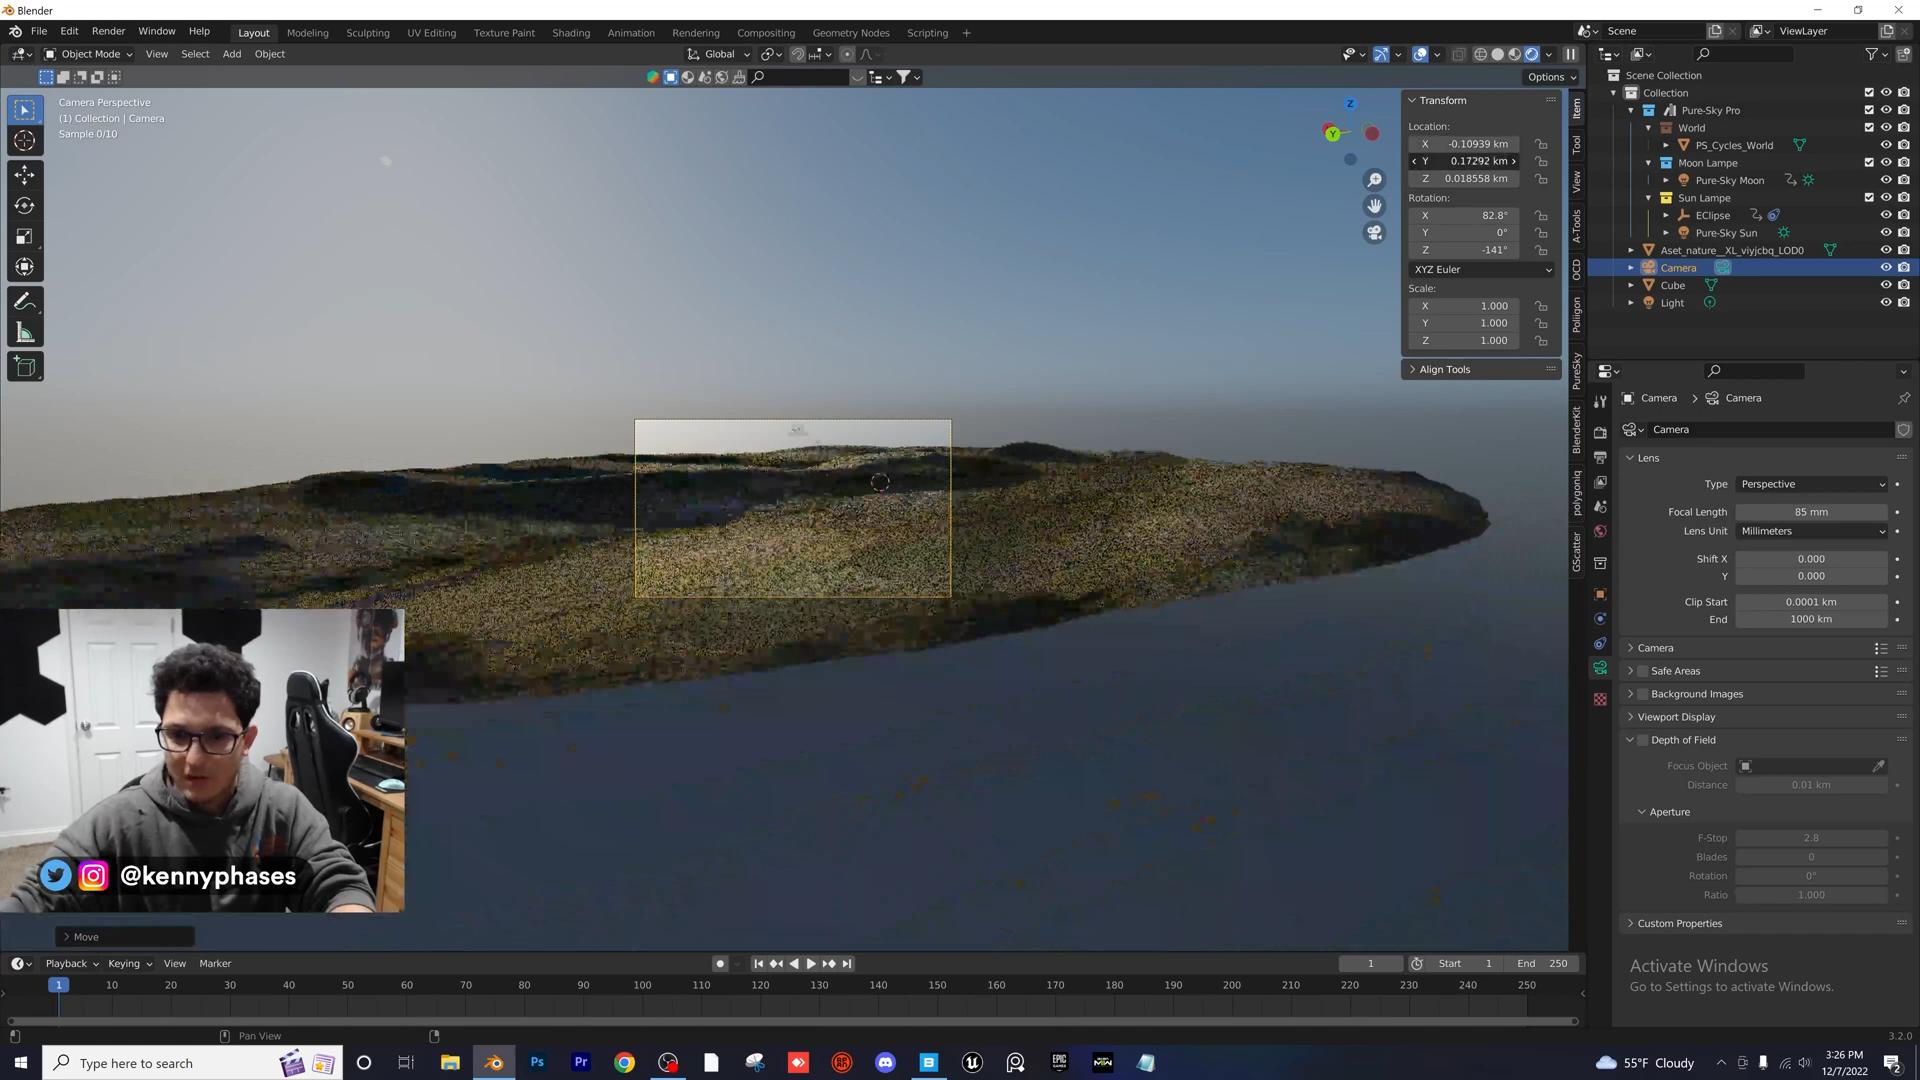 Blender
File Edit Render Window Help
Layout Modeling Sculpting UV Editing Texture Paint Shading Animation Rendering Compositing Geometry Nodes Scripting +
Scene
ViewLayer
Object Mode View Select Add Object
Global
Options
Camera Perspective
(1) Collection | Camera
Sample 0/10
Z
Y
Transform
Location:
X -0.10939 km
Y 0.17292 km
Z 0.018558 km
Rotation:
X 82.8°
Y 0°
Z -141°
XYZ Euler
Scale:
X 1.000
Y 1.000
Z 1.000
Align Tools
Item
Tool
View
A-Tools
OCD
Poliigon
PureSky
BlenderKit
polygoniq
GScatter
Scene Collection
Collection
Pure-Sky Pro
World
PS_Cycles_World
Moon Lampe
Pure-Sky Moon
Sun Lampe
EClipse
Pure-Sky Sun
Aset_nature__XL_viyjcbq_LOD0
Camera
Cube
Light
Camera > Camera
Camera
Lens
Type Perspective
Focal Length 85 mm
Lens Unit Millimeters
Shift X 0.000
Y 0.000
Clip Start 0.0001 km
End 1000 km
Camera
Safe Areas
Background Images
Viewport Display
Depth of Field
Focus Object
Distance 0.01 km
Aperture
F-Stop 2.8
Blades 0
Rotation 0°
Ratio 1.000
Custom Properties
Activate Windows
Go to Settings to activate Windows.
@kennyphases
Move
Playback Keying View Marker
1
Start 1
End 250
1 10 20 30 40 50 60 70 80 90 100 110 120 130 140 150 160 170 180 190 200 210 220 230 240 250
Pan View
3.2.0
Type here to search
Ps
Pr
55°F Cloudy
3:26 PM
12/7/2022
2